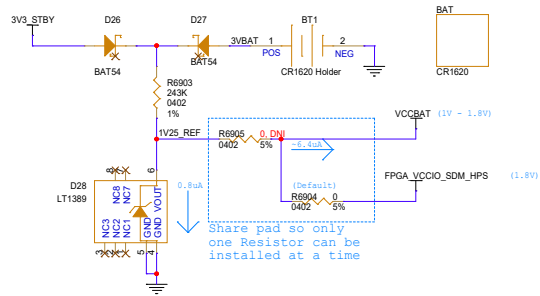 3V3_STBY
D26
BAT54
D27
BAT54
3VBAT
1
POS
BT1
2
NEG
CR1620 Holder
BAT
CR1620
R6903
243K
0402
1%
1V25_REF
R6905
0402
0, DNI
5%
~6.4uA
VCCBAT
(1V - 1.8V)
(Default)
R6904
0402
0
5%
FPGA_VCCIO_SDM_HPS
(1.8V)
D28
LT1389
8
7
6
NC8
NC7
VOUT
NC3
NC2
NC1
GND
GND
3
2
1
5
4
0.8uA
Share pad so only
one Resistor can be
installed at a time